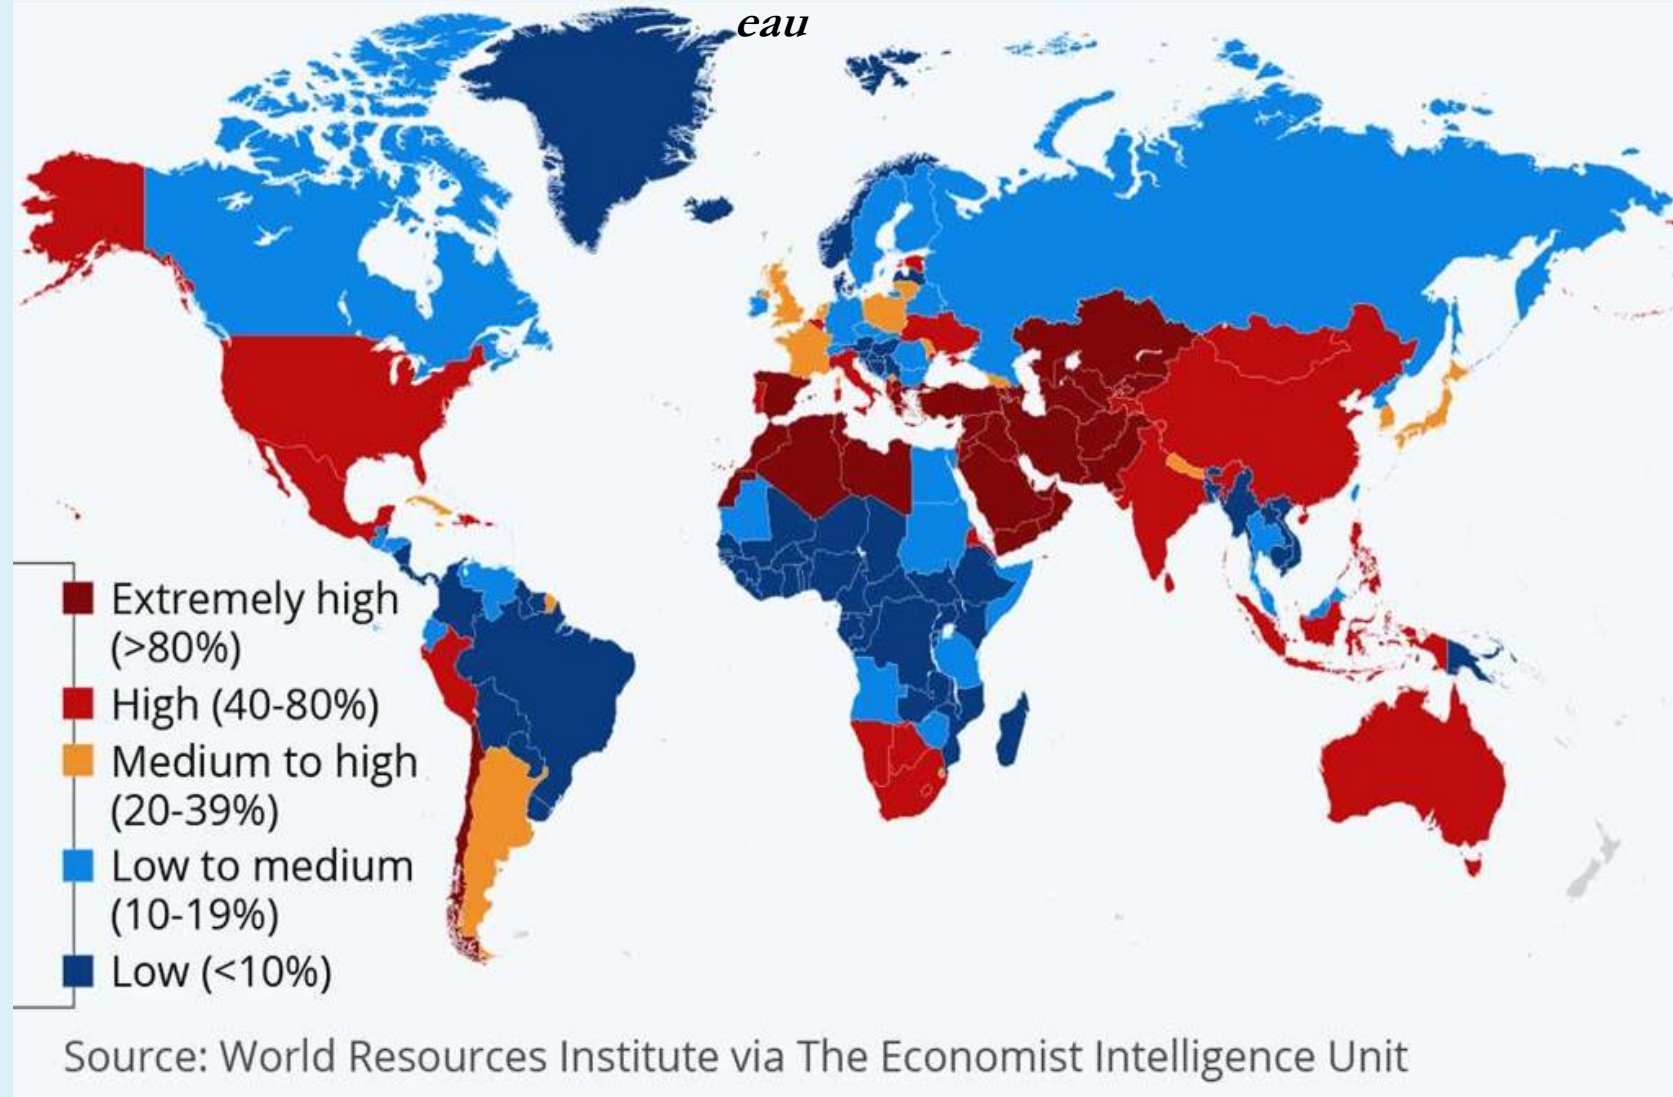 eau
Extremely high
(>80%)
High (40-80%)
Medium to high
(20-39%)
Low to medium
(10-19%)
Low (<10%)
Source: World Resources Institute via The Economist Intelligence Unit